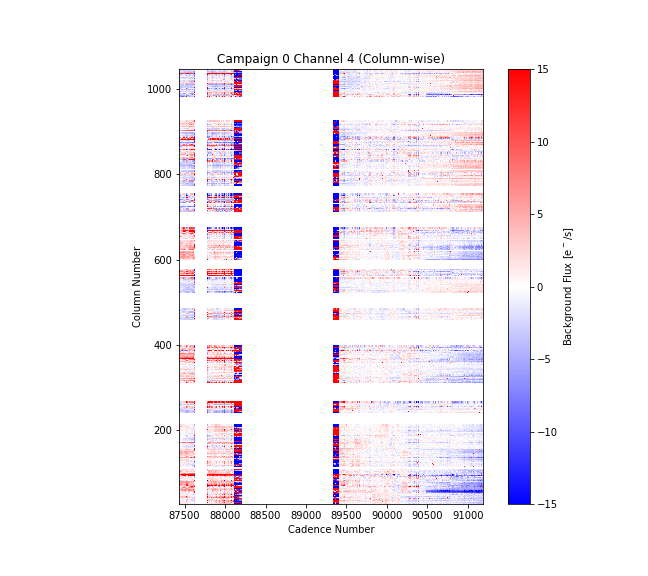 Campaign 0 Channel 4 (Column-wise)
Column Number
1000
800
600
400
200
87500 88000 88500 89000 89500 90000 90500 91000
Cadence Number
15
10
5
0
−5
−10
−15
Background Flux [e⁻/s]